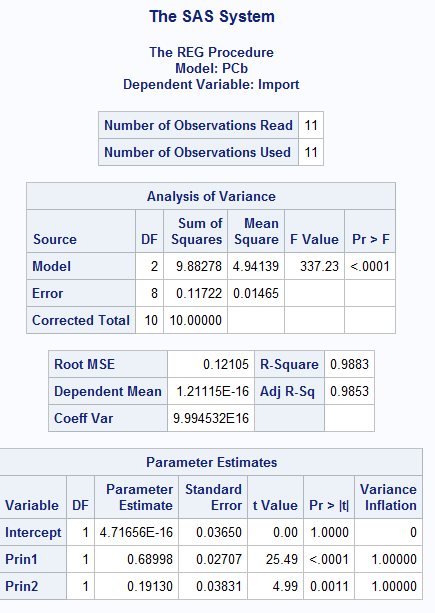 The SAS System
The REG Procedure
Model: PCb
Dependent Variable: Import
Number of Observations Read 11
Number of Observations Used 11
Analysis of Variance
Source DF Sum of Squares Mean Square F Value Pr > F
Model 2 9.88278 4.94139 337.23 <.0001
Error 8 0.11722 0.01465
Corrected Total 10 10.00000
Root MSE 0.12105 R-Square 0.9883
Dependent Mean 1.21115E-16 Adj R-Sq 0.9853
Coeff Var 9.994532E16
Parameter Estimates
Variable DF Parameter Estimate Standard Error t Value Pr > |t| Variance Inflation
Intercept 1 4.71656E-16 0.03650 0.00 1.0000 0
Prin1 1 0.68998 0.02707 25.49 <.0001 1.00000
Prin2 1 0.19130 0.03831 4.99 0.0011 1.00000